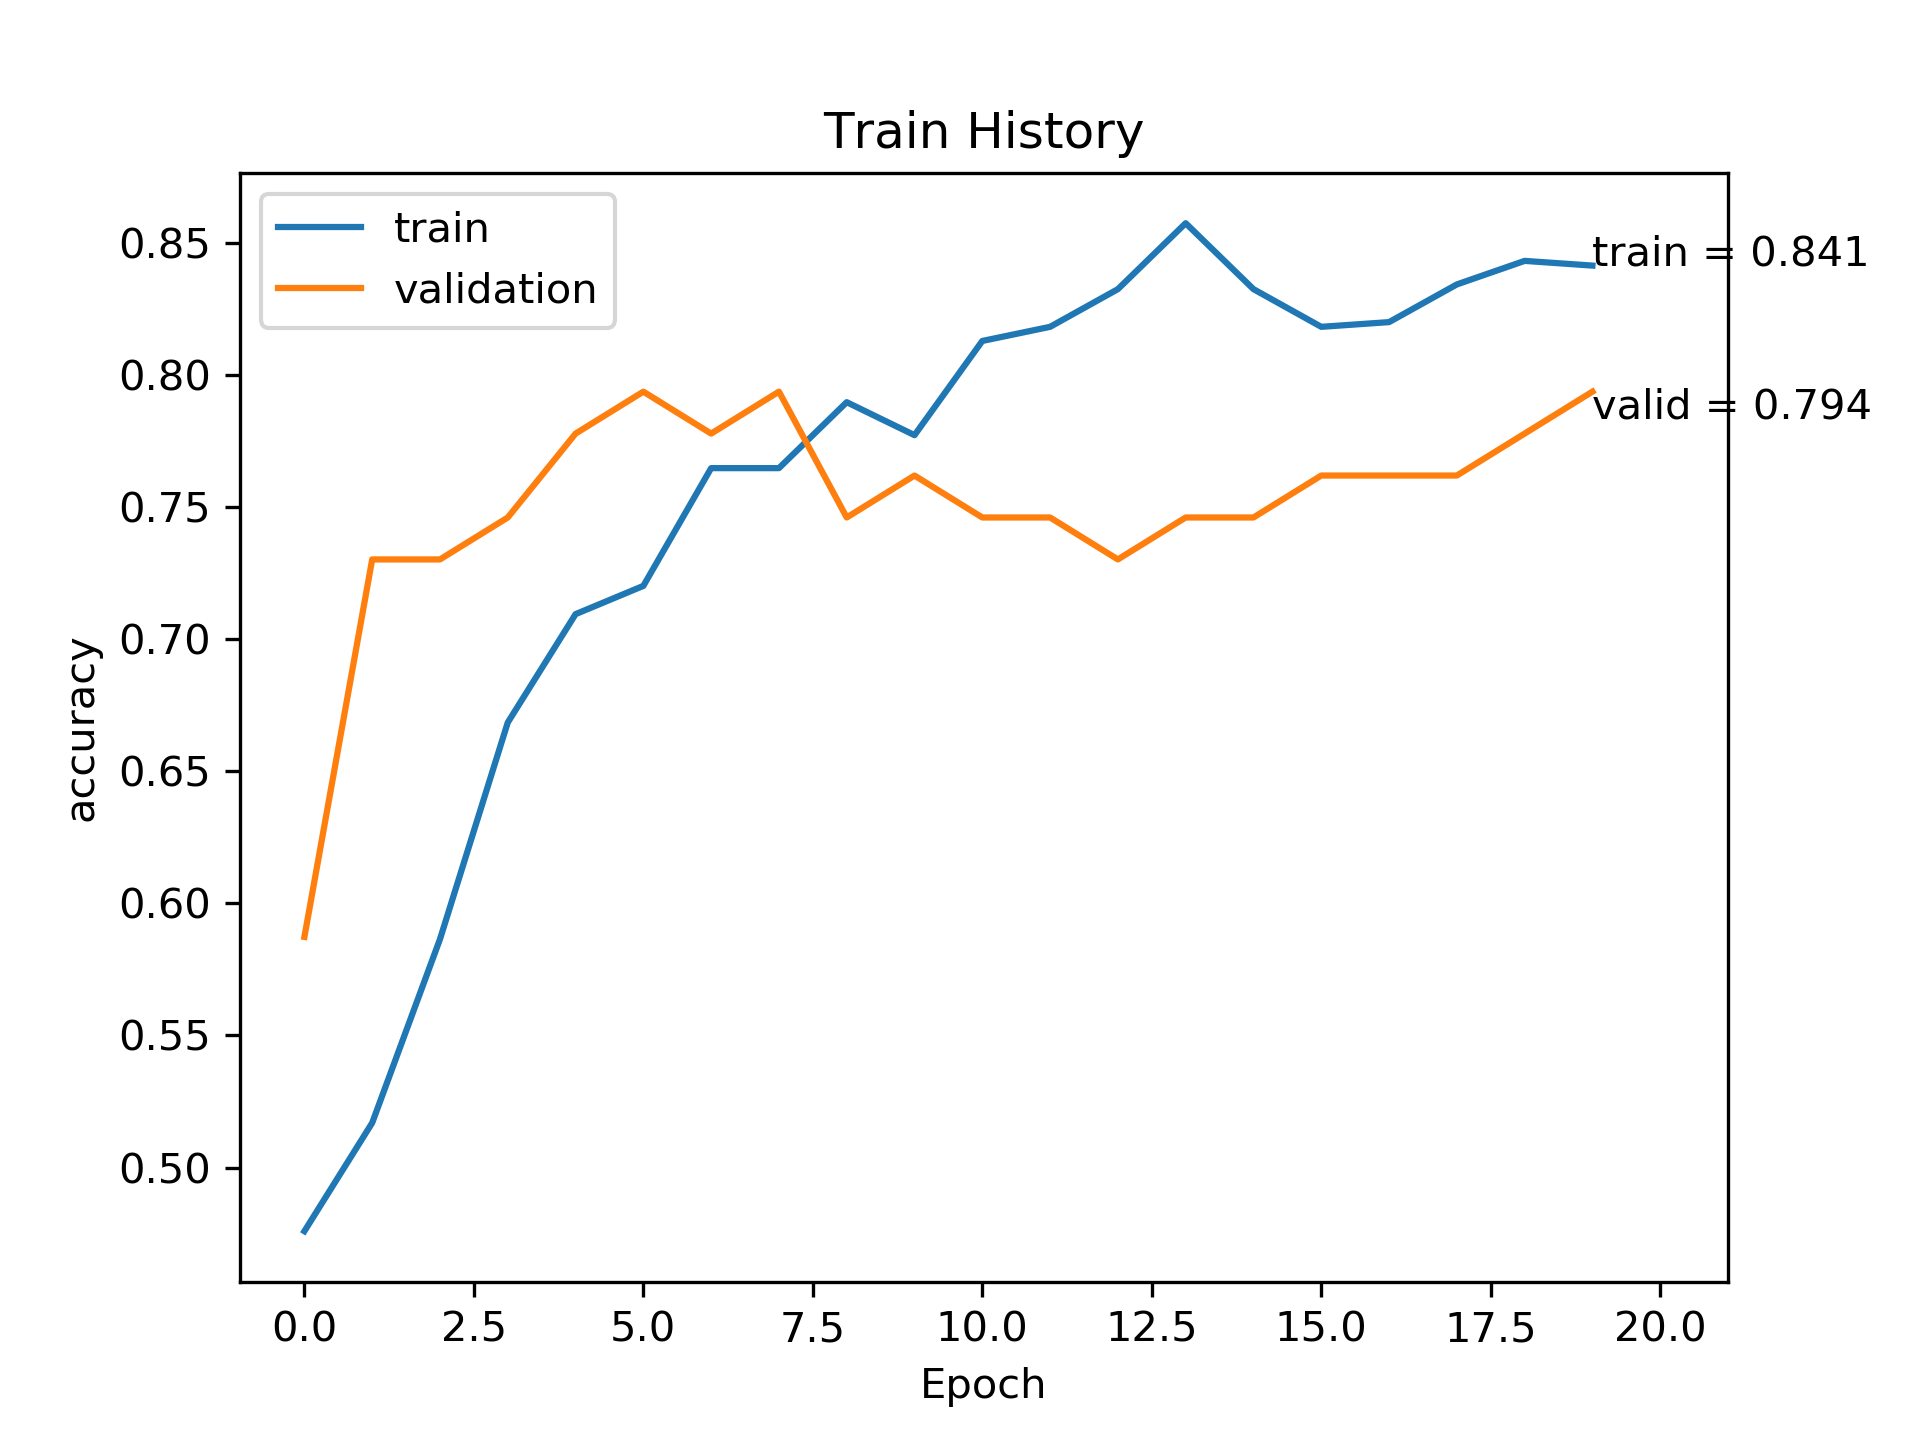 Train History
train
validation
train = 0.841
valid = 0.794
0.85
0.80
0.75
0.70
0.65
0.60
0.55
0.50
accuracy
0.0 2.5 5.0 7.5 10.0 12.5 15.0 17.5 20.0
Epoch